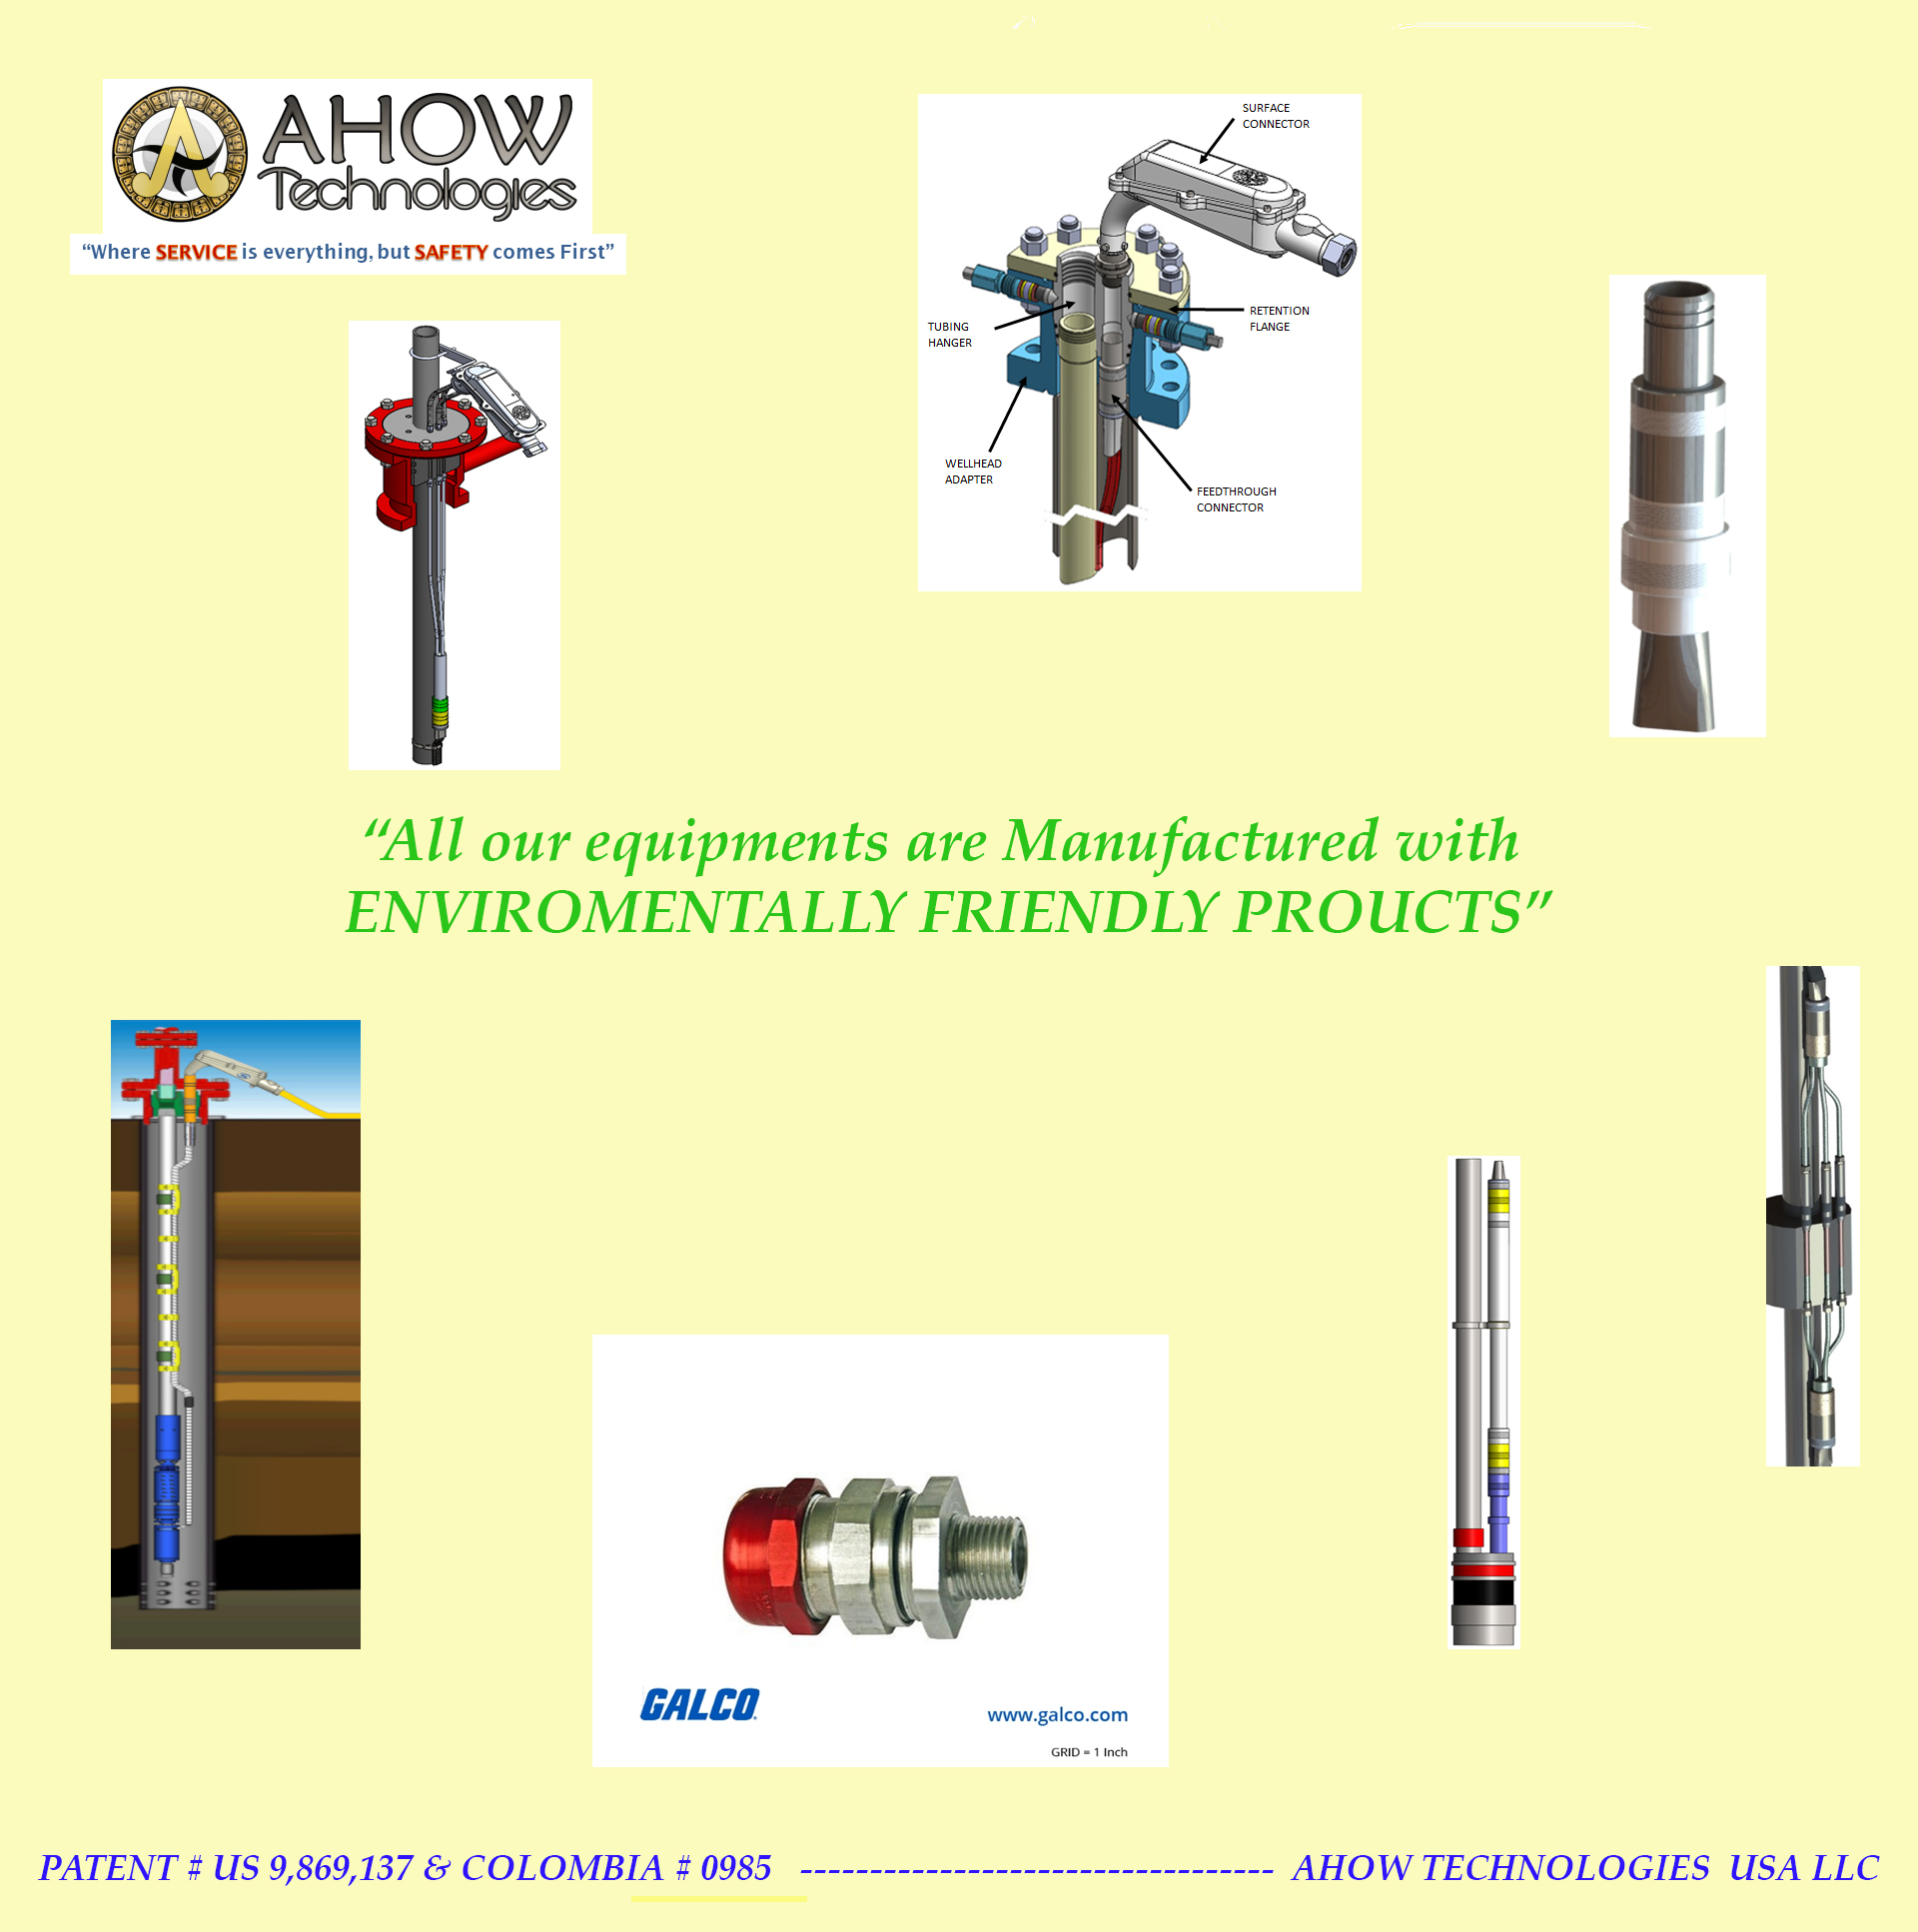 AHOW
Technologies
“Where SERVICE is everything, but SAFETY comes First”
SURFACE
CONNECTOR
TUBING
HANGER
RETENTION
FLANGE
WELLHEAD
ADAPTER
FEEDTHROUGH
CONNECTOR
“All our equipments are Manufactured with
ENVIROMENTALLY FRIENDLY PROUCTS”
GALCO
www.galco.com
GRID = 1 Inch
PATENT # US 9,869,137 & COLOMBIA # 0985 ---------------------------------- AHOW TECHNOLOGIES USA LLC